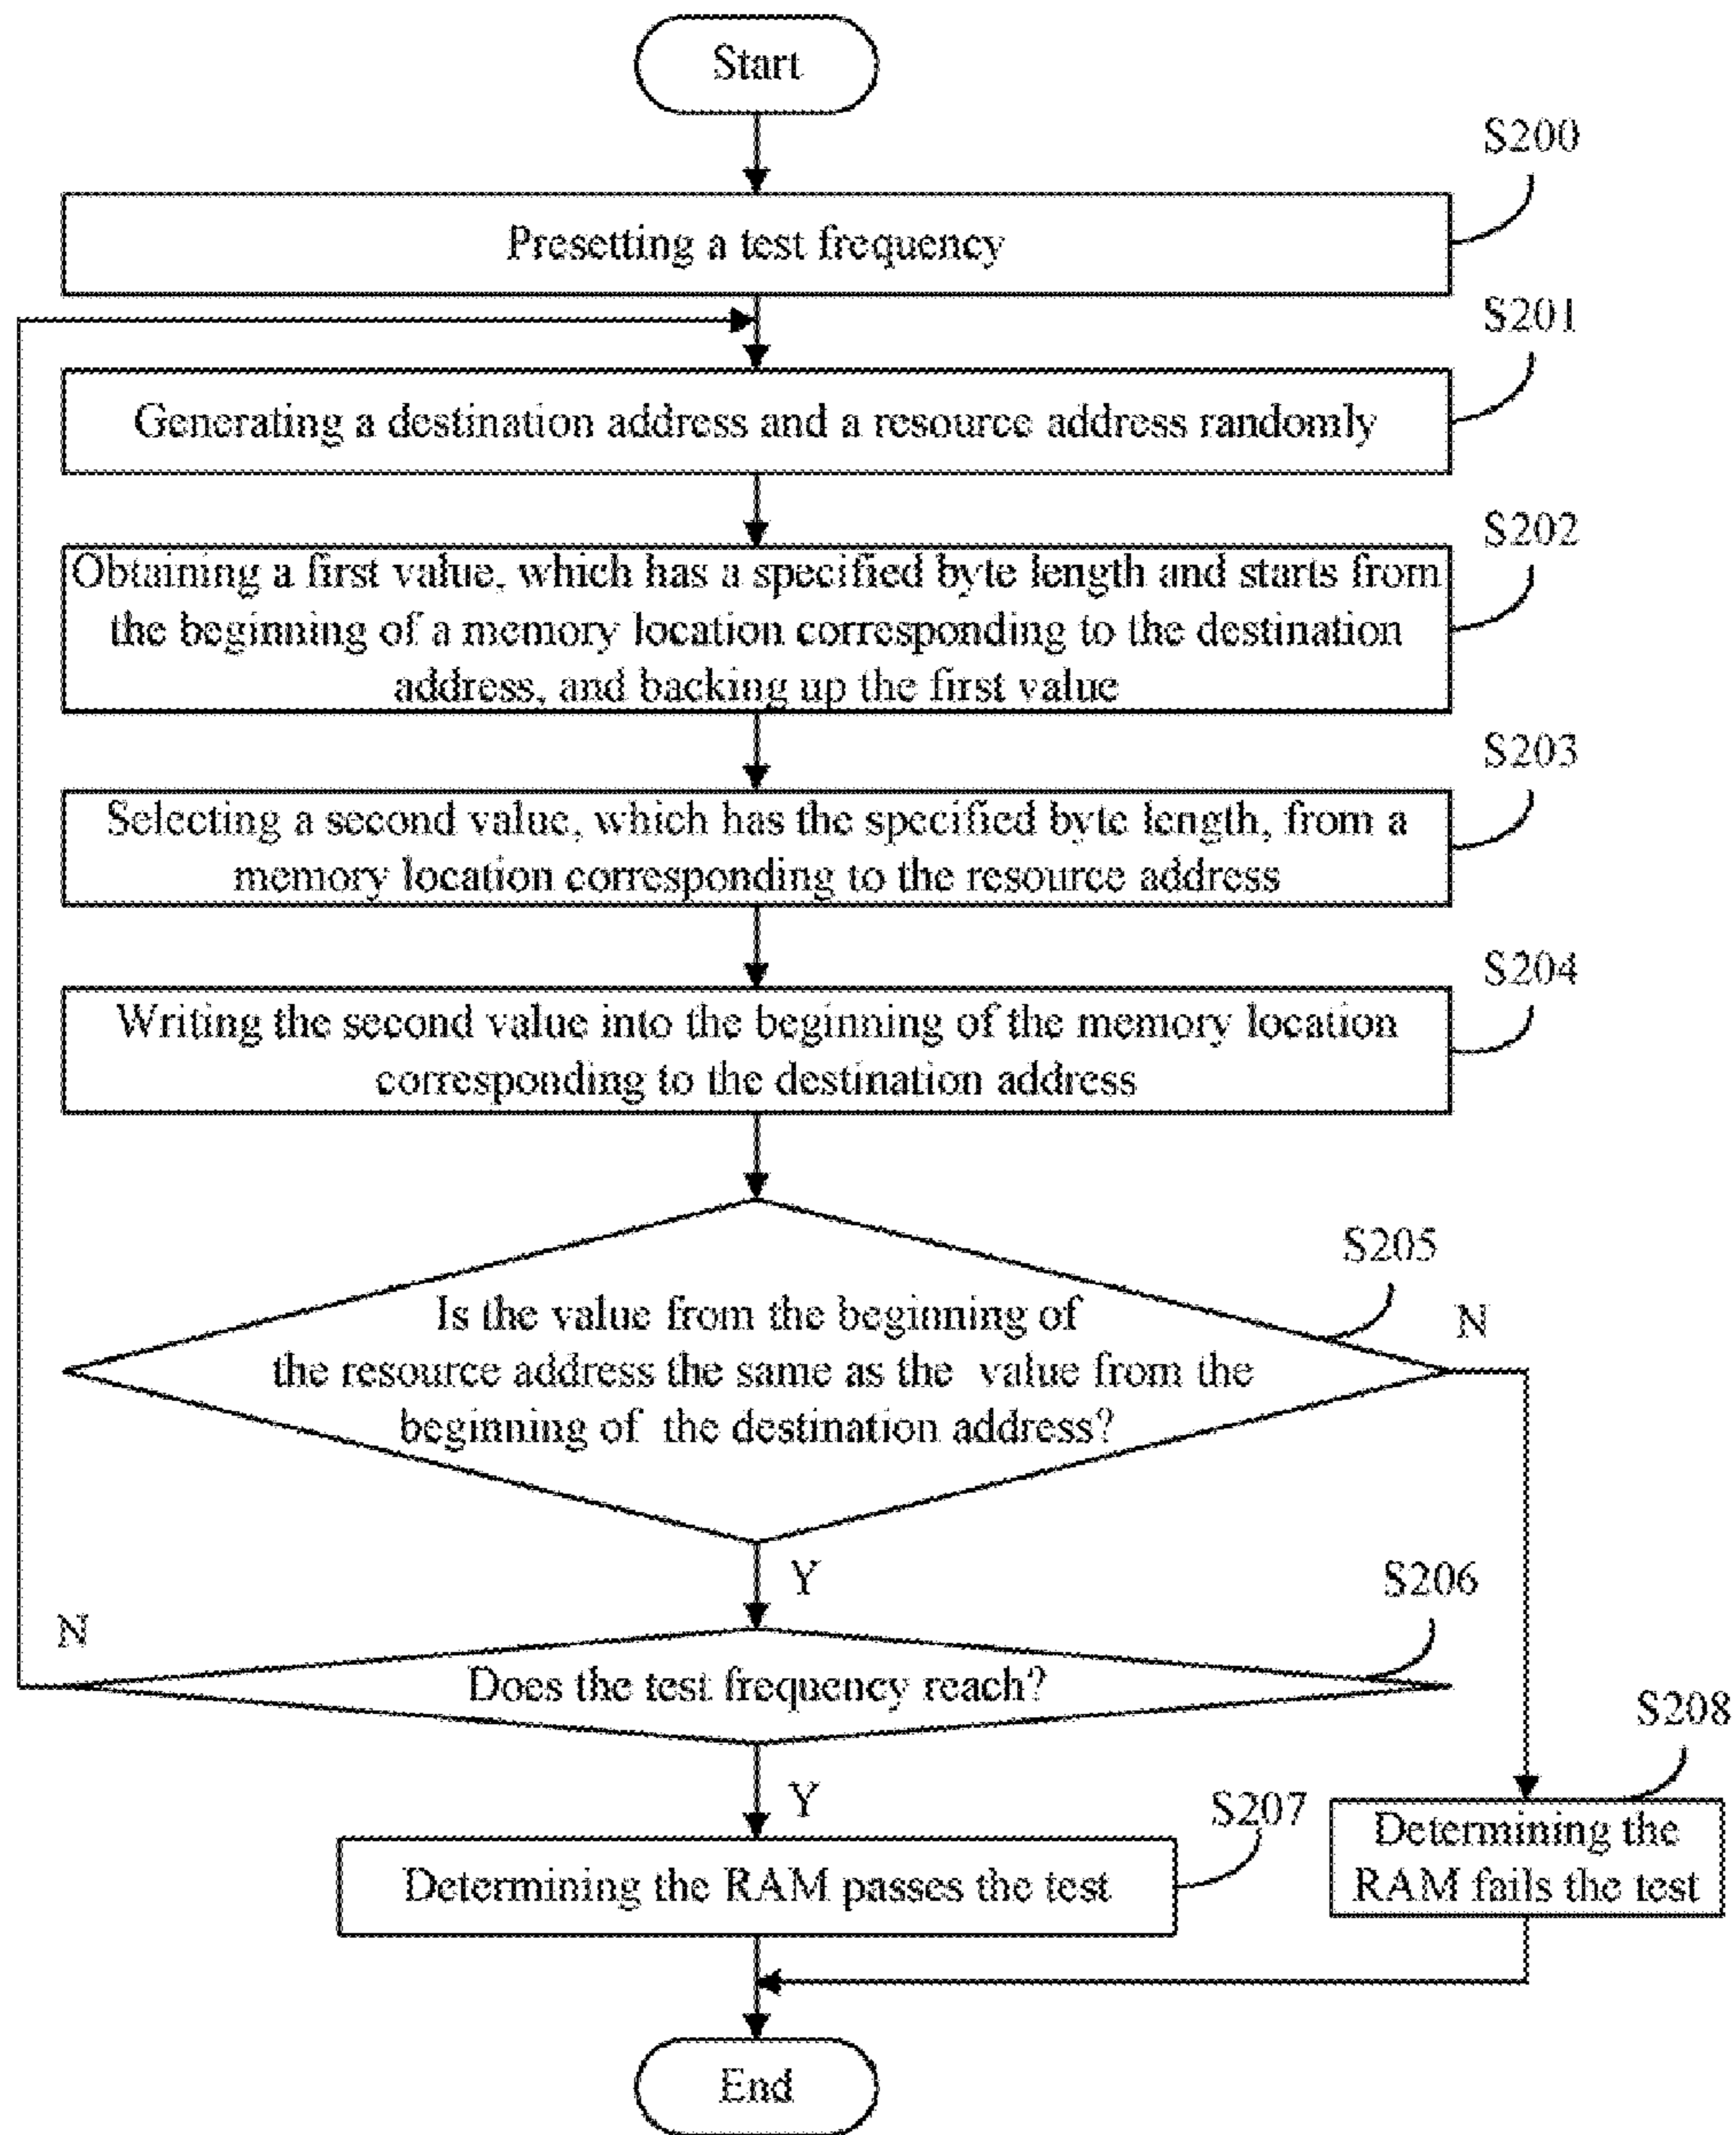 Start
S200
Presetting a test frequency
S201
Generating a destination address and a resource address randomly
S202
Obtaining a first value, which has a specified byte length and starts from
the beginning of a memory location corresponding to the destination
address, and backing up the first value
S203
Selecting a second value, which has the specified byte length, from a
memory location corresponding to the resource address
S204
Writing the second value into the beginning of the memory location
corresponding to the destination address
S205
Is the value from the beginning of
the resource address the same as the value from the
beginning of the destination address?
N
Y
S206
N
Does the test frequency reach?
Y
S207
Determining the RAM passes the test
S208
Determining the
RAM fails the test
End